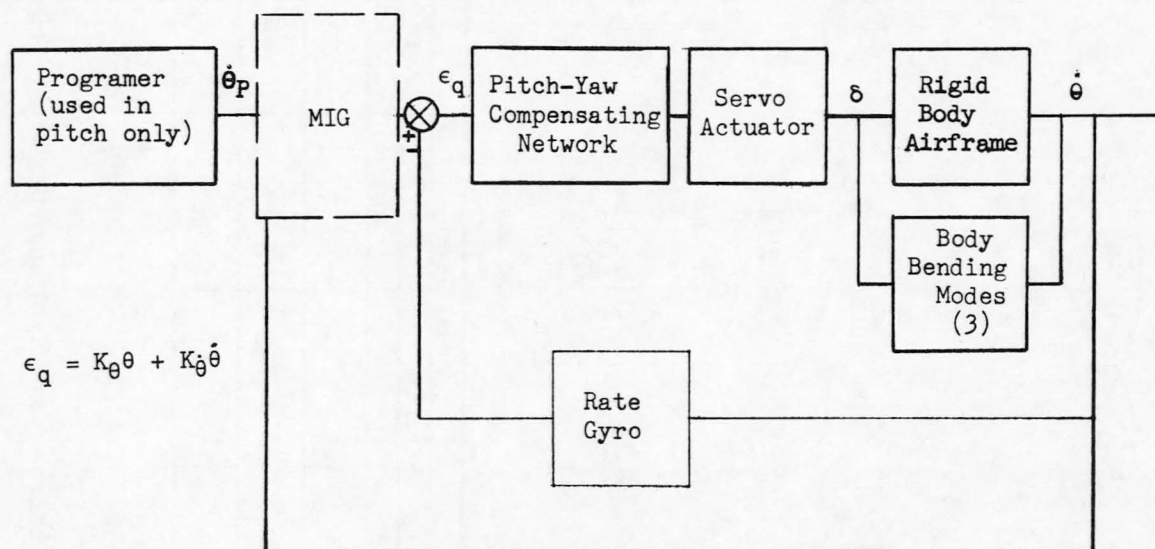 Programer
(used in
pitch only)
θ̇p
MIG
+
-
ϵq
Pitch-Yaw
Compensating
Network
Servo
Actuator
δ
Rigid
Body
Airframe
θ̇
Body
Bending
Modes
(3)
ϵq = Kθθ + Kθ̇θ̇
Rate
Gyro